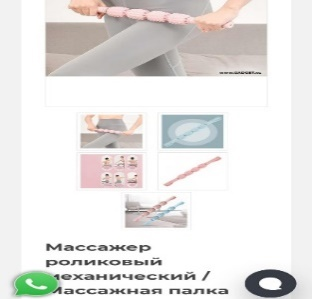 Массажер
роликовый
механический /
Массажная палка